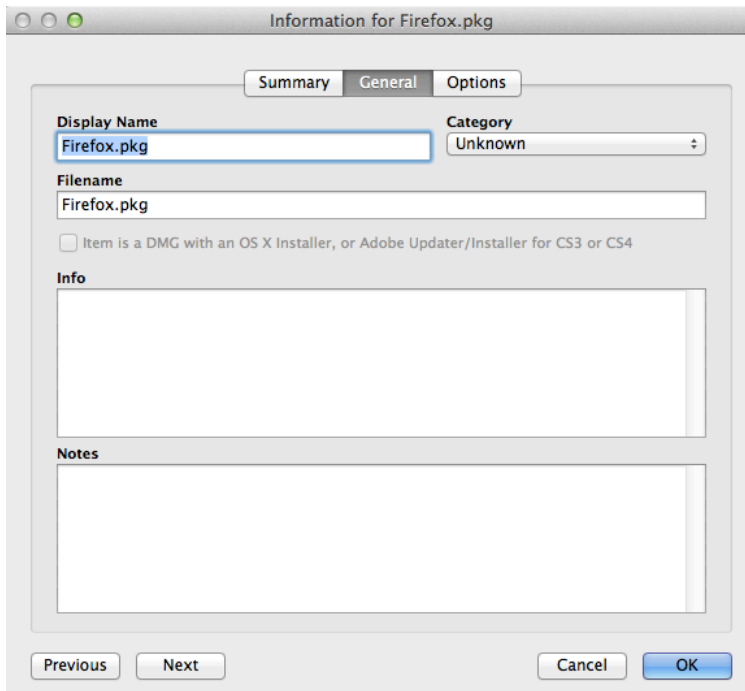 Information for Firefox.pkg
Summary General Options
Display Name Category
Firefox.pkg Unknown
Filename
Firefox.pkg
Item is a DMG with an OS X Installer, or Adobe Updater/Installer for CS3 or CS4
Info
Notes
Previous Next Cancel OK